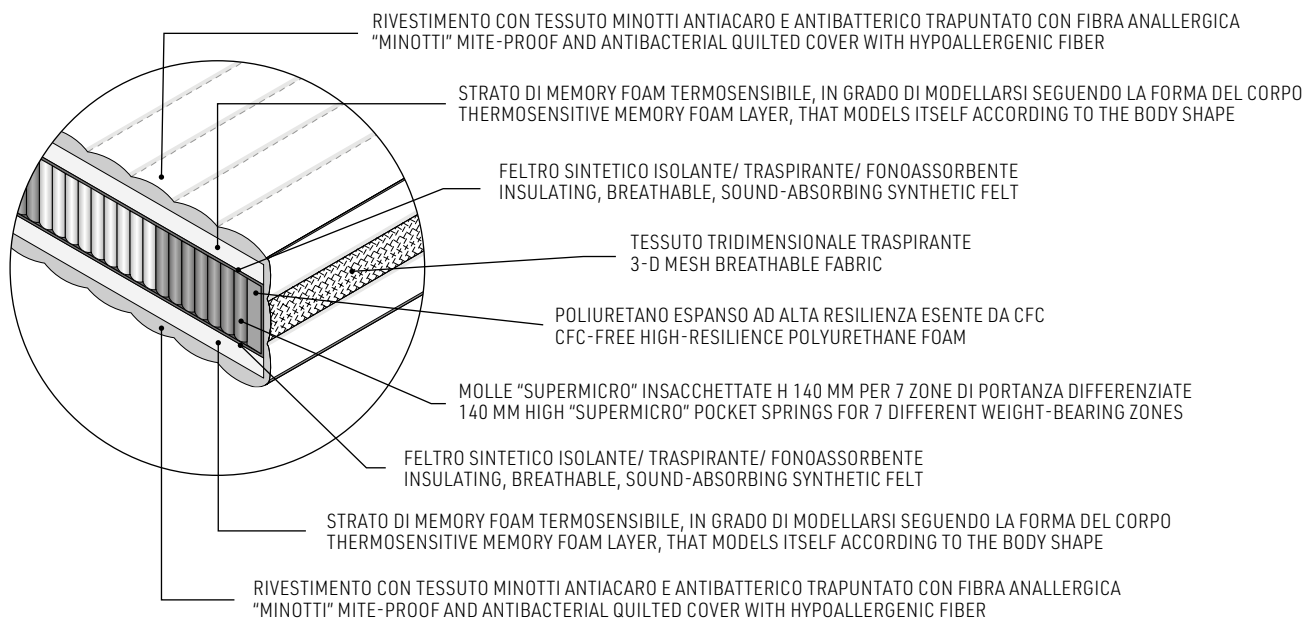 RIVESTIMENTO CON TESSUTO MINOTTI ANTIACARO E ANTIBATTERICO TRAPUNTATO CON FIBRA ANALLERGICA
“MINOTTI” MITE-PROOF AND ANTIBACTERIAL QUILTED COVER WITH HYPOALLERGENIC FIBER
STRATO DI MEMORY FOAM TERMOSENSIBILE, IN GRADO DI MODELLARSI SEGUENDO LA FORMA DEL CORPO
THERMOSENSITIVE MEMORY FOAM LAYER, THAT MODELS ITSELF ACCORDING TO THE BODY SHAPE
FELTRO SINTETICO ISOLANTE/ TRASPIRANTE/ FONOASSORBENTE
INSULATING, BREATHABLE, SOUND-ABSORBING SYNTHETIC FELT
TESSUTO TRIDIMENSIONALE TRASPIRANTE
3-D MESH BREATHABLE FABRIC
POLIURETANO ESPANSO AD ALTA RESILIENZA ESENTE DA CFC
CFC-FREE HIGH-RESILIENCE POLYURETHANE FOAM
MOLLE “SUPERMICRO” INSACCHETTATE H 140 MM PER 7 ZONE DI PORTANZA DIFFERENZIATE
140 MM HIGH “SUPERMICRO” POCKET SPRINGS FOR 7 DIFFERENT WEIGHT-BEARING ZONES
FELTRO SINTETICO ISOLANTE/ TRASPIRANTE/ FONOASSORBENTE
INSULATING, BREATHABLE, SOUND-ABSORBING SYNTHETIC FELT
STRATO DI MEMORY FOAM TERMOSENSIBILE, IN GRADO DI MODELLARSI SEGUENDO LA FORMA DEL CORPO
THERMOSENSITIVE MEMORY FOAM LAYER, THAT MODELS ITSELF ACCORDING TO THE BODY SHAPE
RIVESTIMENTO CON TESSUTO MINOTTI ANTIACARO E ANTIBATTERICO TRAPUNTATO CON FIBRA ANALLERGICA
“MINOTTI” MITE-PROOF AND ANTIBACTERIAL QUILTED COVER WITH HYPOALLERGENIC FIBER